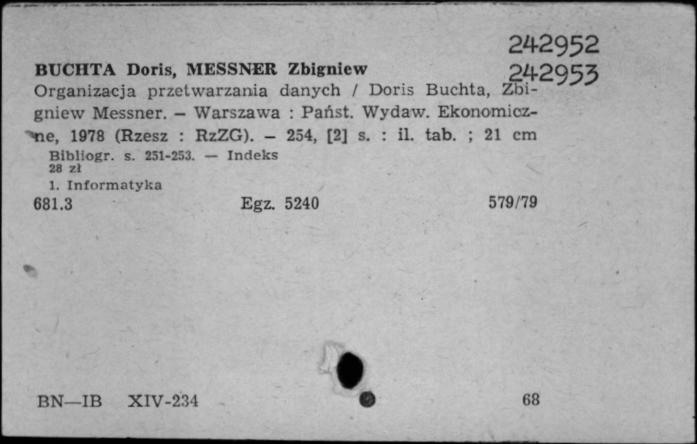 242952
BUCHTA Doris, MESSNER Zbigniew 242953
Organizacja przetwarzania danych / Doris Buchta, Zbi-
gniew Messner. — Warszawa : Państ. Wydaw. Ekonomicz-
ne, 1978 (Rzesz : RzZG). — 254, [2] s. : il. tab. ; 21 cm
Bibliogr. s. 251-253. — Indeks
28 zł
1. Informatyka
681.3 Egz. 5240 579/79
BN—IB XIV-234 68